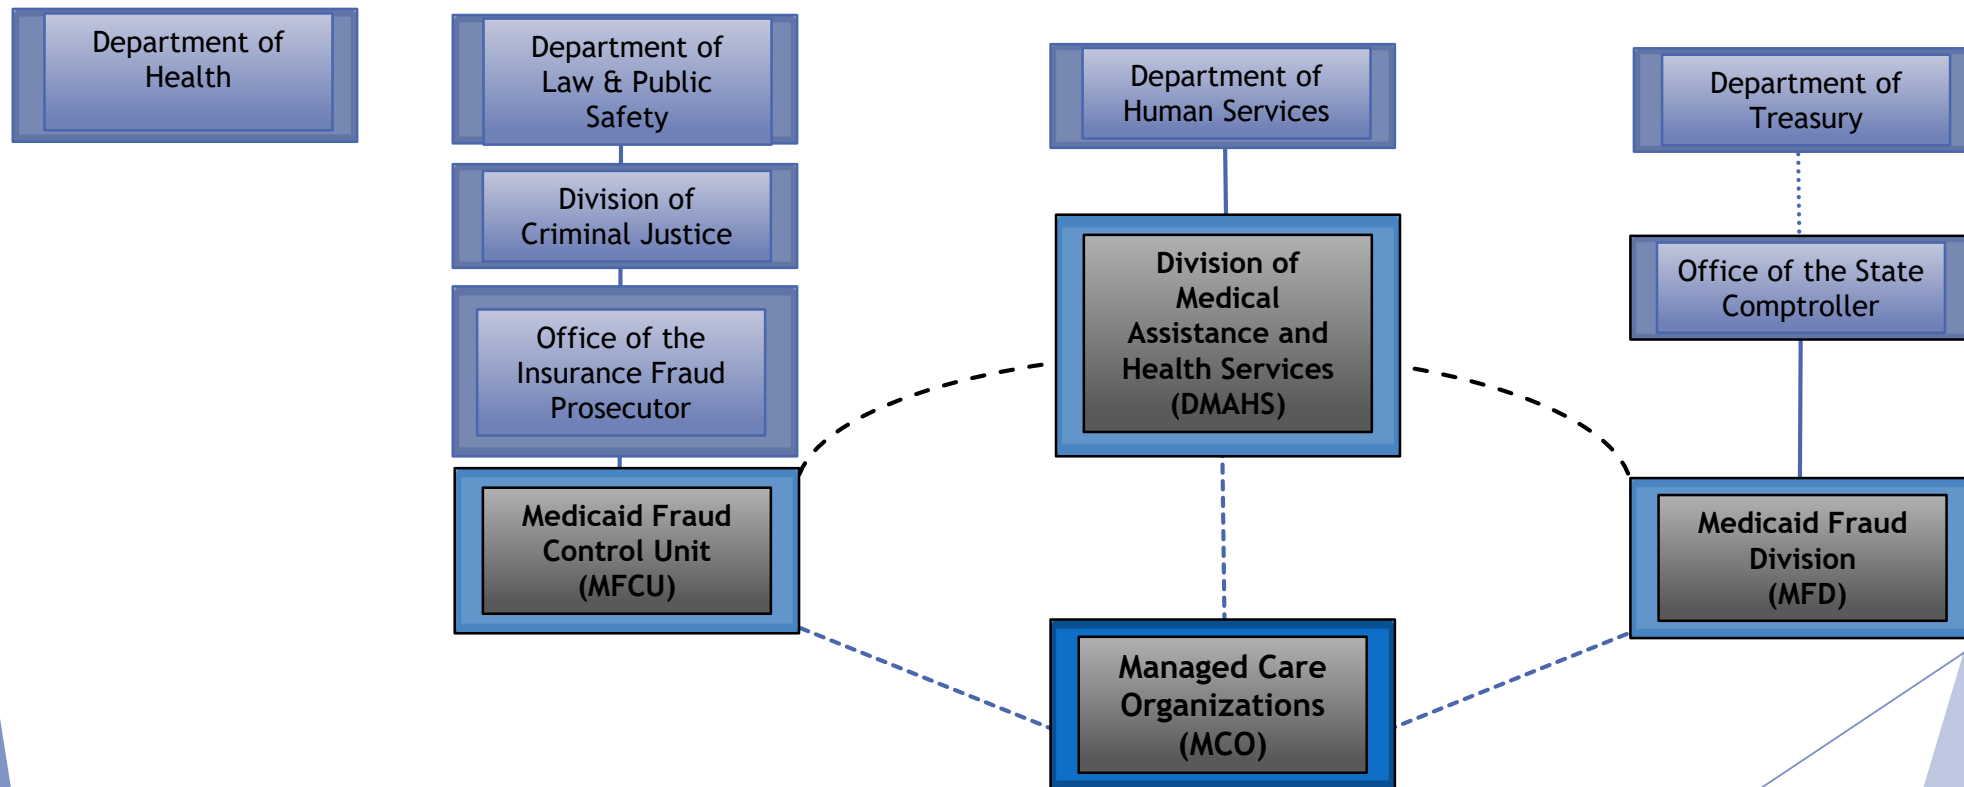 Department of
Health
Department of
Law & Public
Safety
Division of
Criminal Justice
Office of the
Insurance Fraud
Prosecutor
Medicaid Fraud
Control Unit
(MFCU)
Department of
Human Services
Division of
Medical
Assistance and
Health Services
(DMAHS)
Managed Care
Organizations
(MCO)
Department of
Treasury
Office of the State
Comptroller
Medicaid Fraud
Division
(MFD)